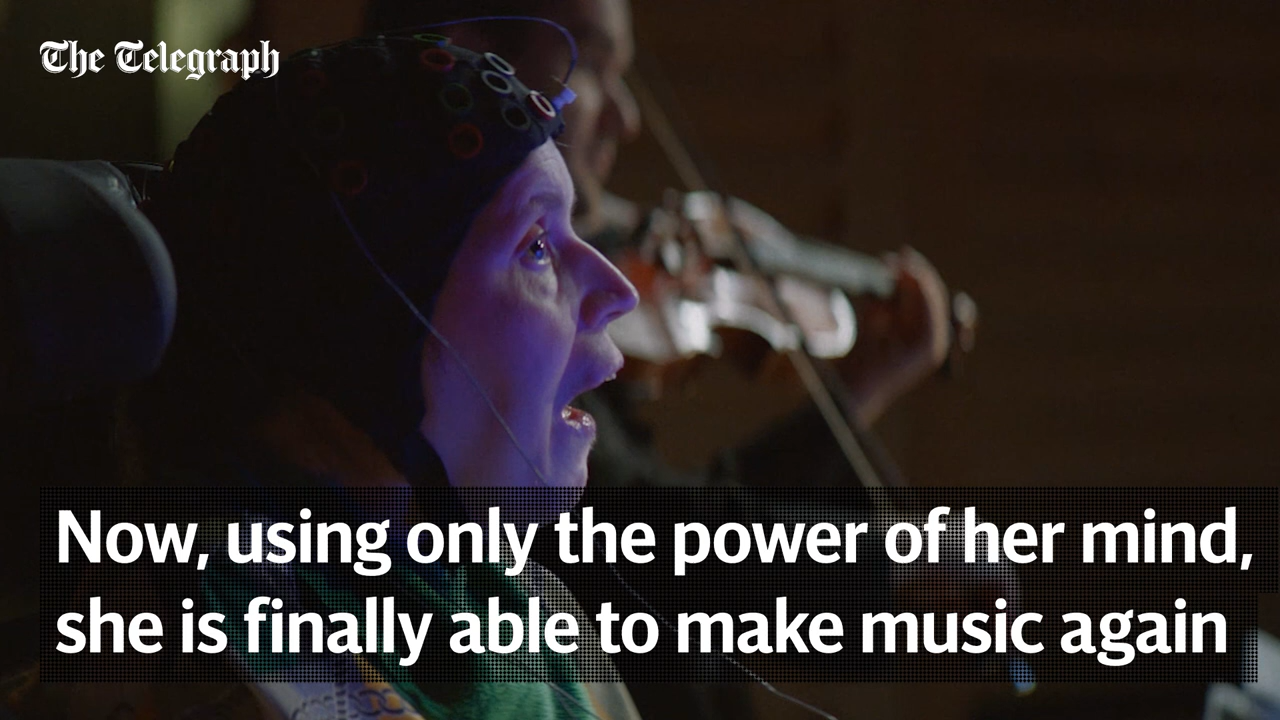 The Telegraph
Now, using only the power of her mind,
she is finally able to make music again